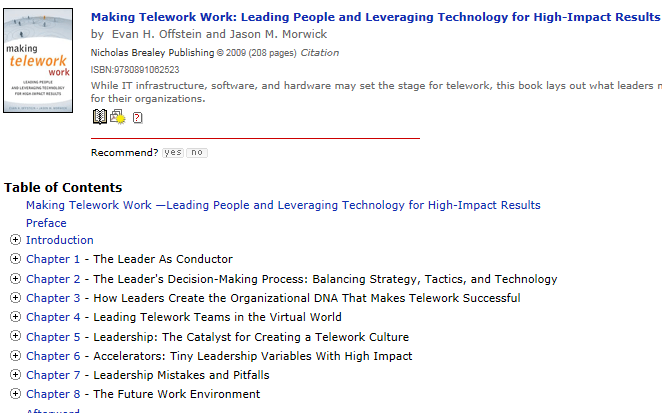 making
telework
work
LEADING PEOPLE
AND LEVERAGING TECHNOLOGY
FOR HIGH-IMPACT RESULTS
Making Telework Work: Leading People and Leveraging Technology for High-Impact Results
by Evan H. Offstein and Jason M. Morwick
Nicholas Brealey Publishing © 2009 (208 pages) Citation
ISBN:9780891062523
While IT infrastructure, software, and hardware may set the stage for telework, this book lays out what leaders
for their organizations.
Recommend? yes no
Table of Contents
Making Telework Work —Leading People and Leveraging Technology for High-Impact Results
Preface
Introduction
Chapter 1 - The Leader As Conductor
Chapter 2 - The Leader's Decision-Making Process: Balancing Strategy, Tactics, and Technology
Chapter 3 - How Leaders Create the Organizational DNA That Makes Telework Successful
Chapter 4 - Leading Telework Teams in the Virtual World
Chapter 5 - Leadership: The Catalyst for Creating a Telework Culture
Chapter 6 - Accelerators: Tiny Leadership Variables With High Impact
Chapter 7 - Leadership Mistakes and Pitfalls
Chapter 8 - The Future Work Environment
Afterword